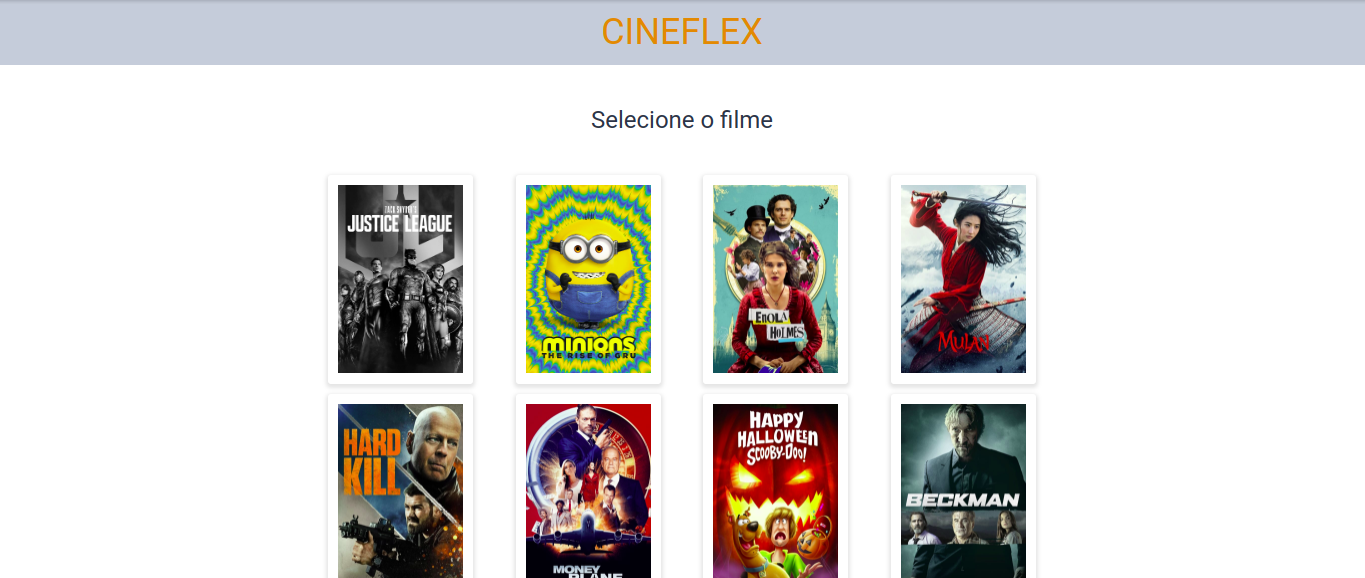 CINEFLEX
Selecione o filme
ZACK SNYDER'S
JUSTICE LEAGUE
minions
THE RISE OF GRU
ENOLA
HOLMES
MULAN
HARD
KILL
MONEY
PLANE
HAPPY
HALLOWEEN
SCOOBY-DOO!
BECKMAN